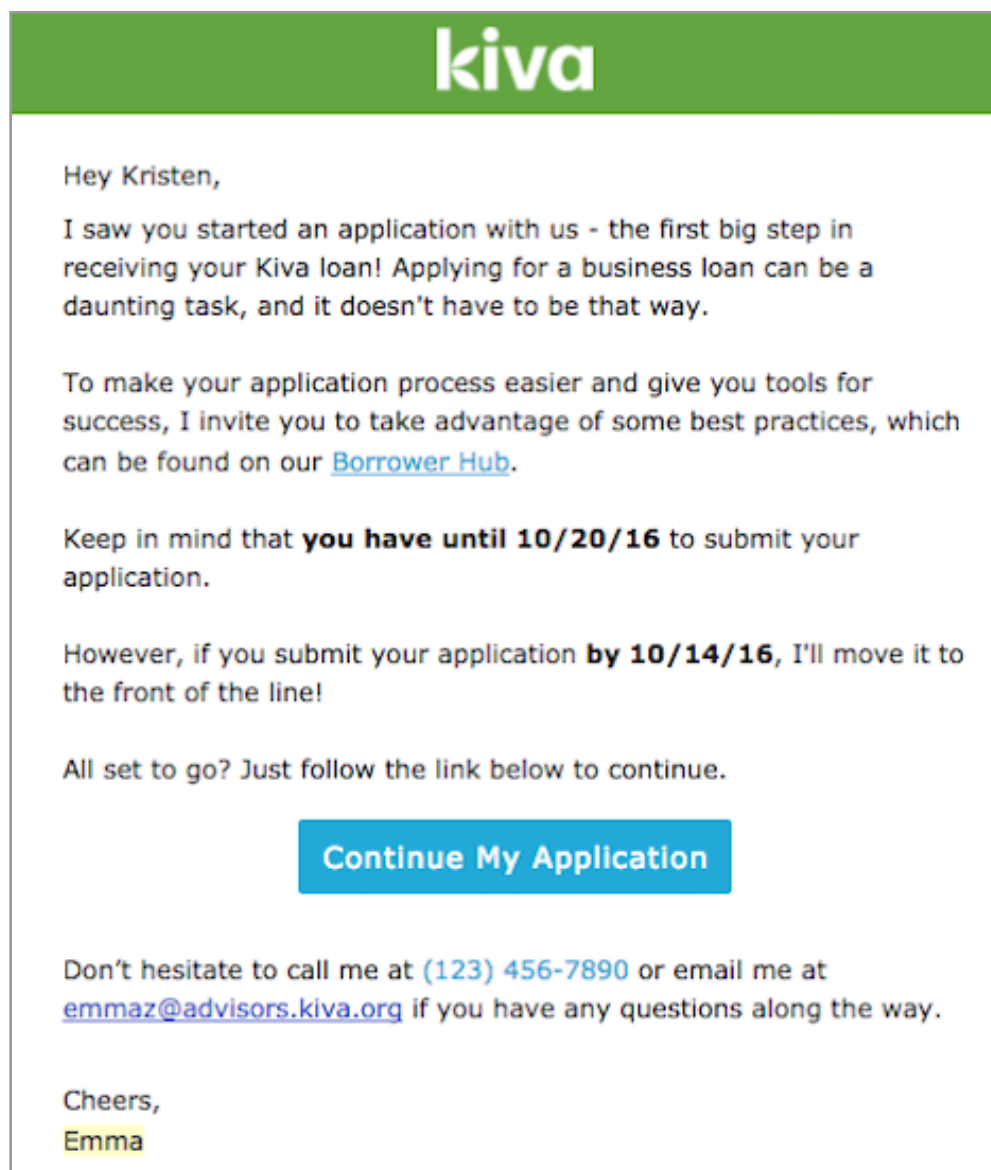 kiva
Hey Kristen,
I saw you started an application with us - the first big step in
receiving your Kiva loan! Applying for a business loan can be a
daunting task, and it doesn't have to be that way.
To make your application process easier and give you tools for
success, I invite you to take advantage of some best practices, which
can be found on our Borrower Hub.
Keep in mind that you have until 10/20/16 to submit your
application.
However, if you submit your application by 10/14/16, I'll move it to
the front of the line!
All set to go? Just follow the link below to continue.
Continue My Application
Don’t hesitate to call me at (123) 456-7890 or email me at
emmaz@advisors.kiva.org if you have any questions along the way.
Cheers,
Emma